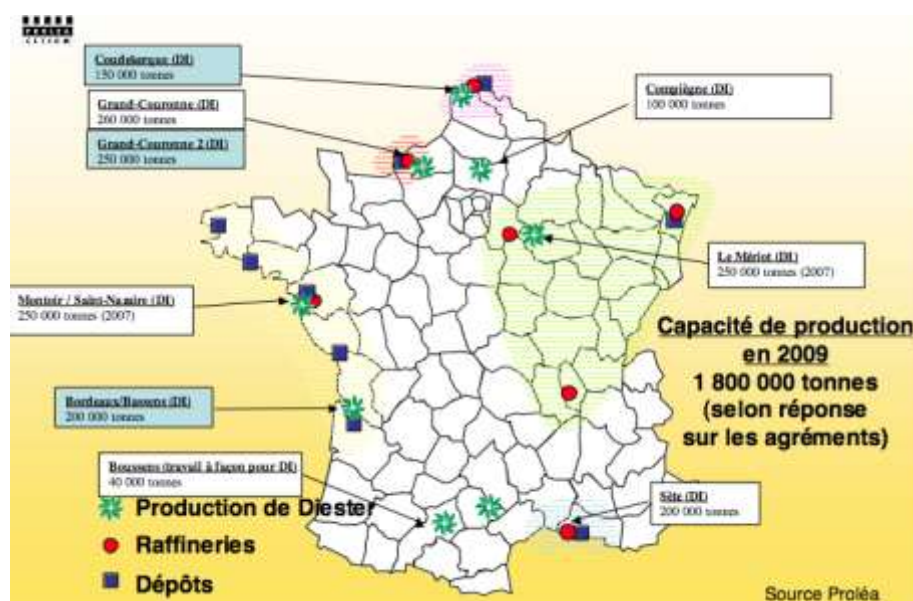 PROLEA
Coudekerque (DI)
150 000 tonnes
Grand-Couronne (DI)
260 000 tonnes
Grand-Couronne 2(DI)
250 000 tonnes
Compiègne (DI)
100 000 tonnes
Le Mériot (DI)
250 000 tonnes (2007)
Montoir / Saint-Nazaire (DI)
250 000 tonnes (2007)
Capacité de production
en 2009
1 800 000 tonnes
(selon réponse
sur les agréments)
Bordeaux/Bassens (DI)
200 000 tonnes
Boussens (travail à façon pour DI)
40 000 tonnes
Sète (DI)
200 000 tonnes
Production de Diester
Raffineries
Dépôts
Source Proléa